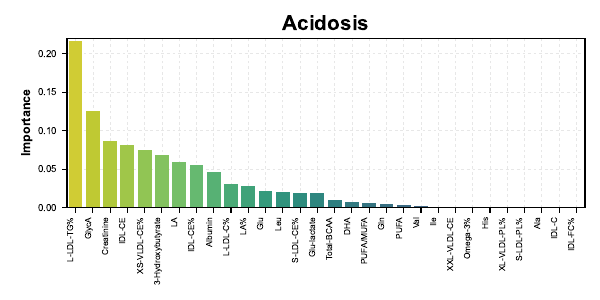 Acidosis
Importance
0.20
0.15
0.10
0.05
0.00
L-LDL-TG%
GlycA
Creatinine
IDL-CE
XS-VLDL-CE%
3-Hydroxybutyrate
LA
IDL-CE%
Albumin
L-LDL-C%
LA%
Glu
Leu
S-LDL-CE%
Glu-lactate
Total-BCAA
DHA
PUFA/MUFA
Gln
PUFA
Val
Ile
XXL-VLDL-CE
Omega-3%
His
XL-VLDL-PL%
S-LDL-PL%
Ala
IDL-C
IDL-FC%